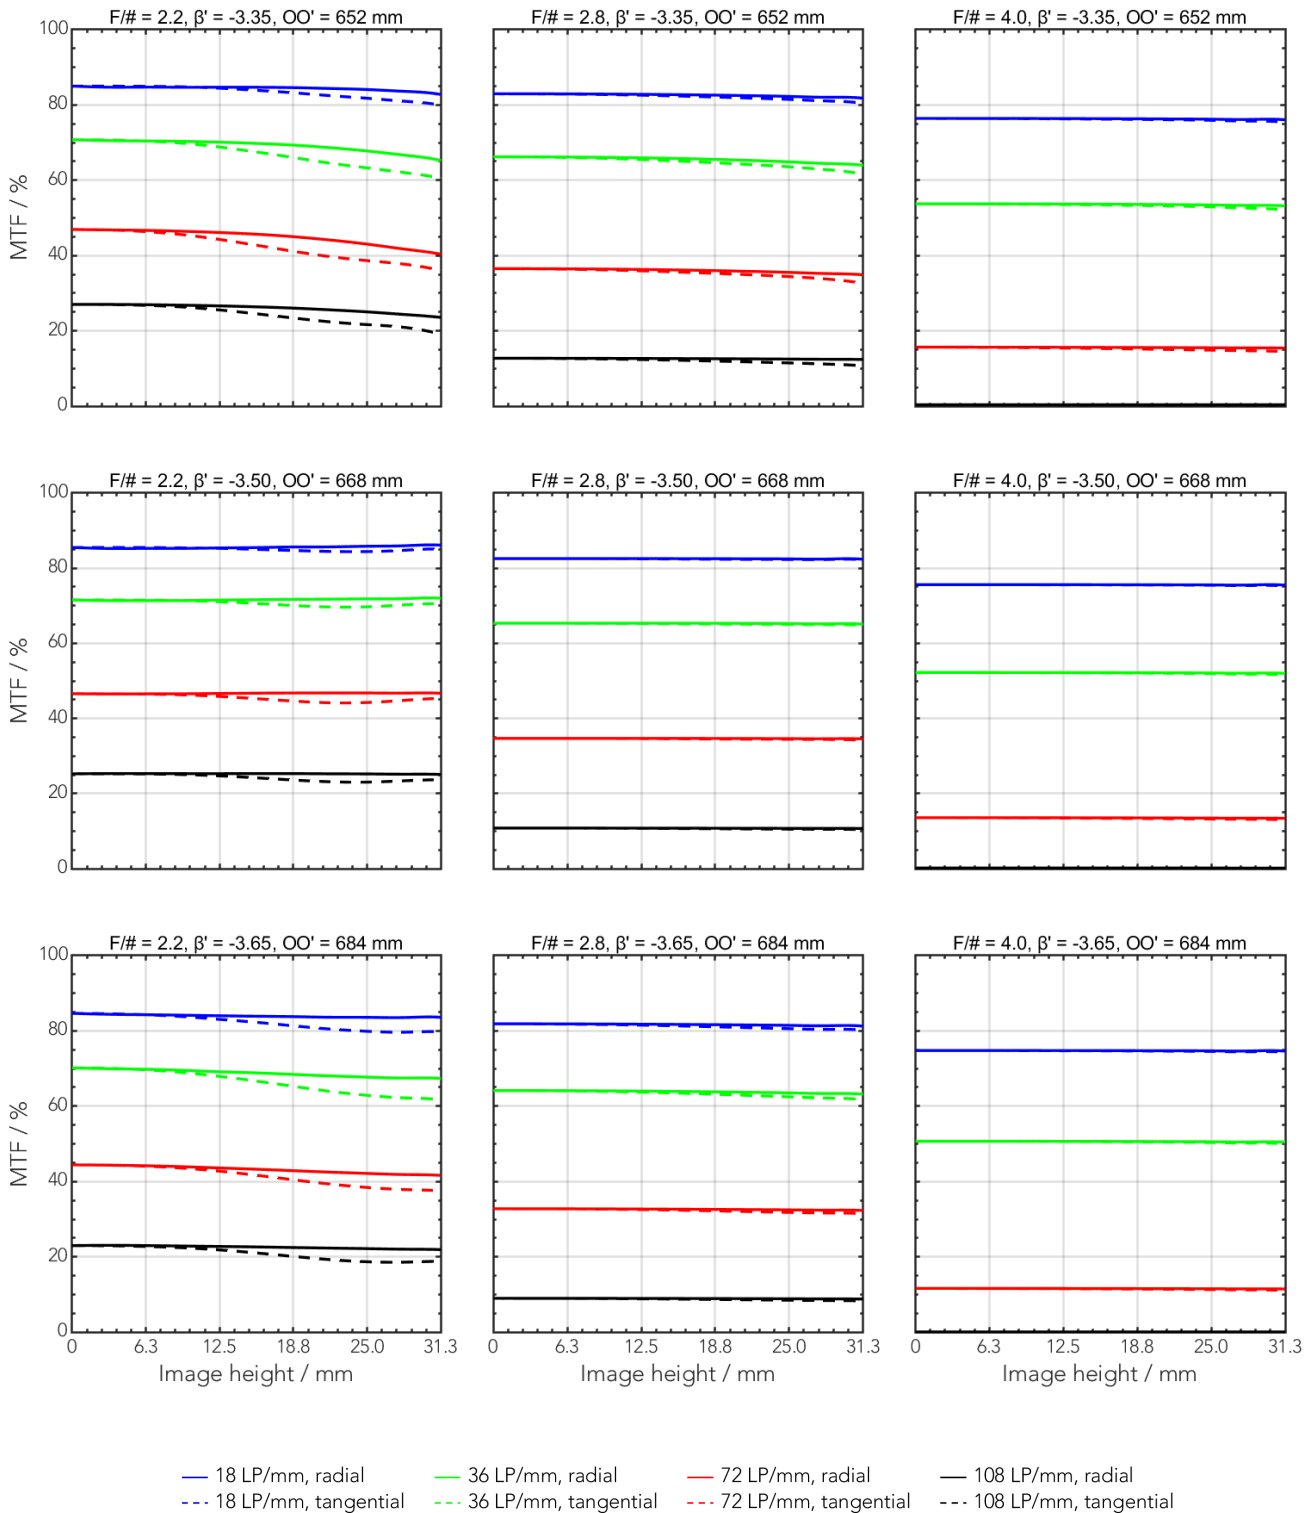 F/# = 2.2, β' = -3.35, OO' = 652 mm
F/# = 2.8, β' = -3.35, OO' = 652 mm
F/# = 4.0, β' = -3.35, OO' = 652 mm
100
80
60
40
20
0
MTF / %
F/# = 2.2, β' = -3.50, OO' = 668 mm
F/# = 2.8, β' = -3.50, OO' = 668 mm
F/# = 4.0, β' = -3.50, OO' = 668 mm
100
80
60
40
20
0
MTF / %
F/# = 2.2, β' = -3.65, OO' = 684 mm
F/# = 2.8, β' = -3.65, OO' = 684 mm
F/# = 4.0, β' = -3.65, OO' = 684 mm
100
80
60
40
20
0
MTF / %
0 6.3 12.5 18.8 25.0 31.3
0 6.3 12.5 18.8 25.0 31.3
0 6.3 12.5 18.8 25.0 31.3
Image height / mm
Image height / mm
Image height / mm
18 LP/mm, radial
36 LP/mm, radial
72 LP/mm, radial
108 LP/mm, radial
18 LP/mm, tangential
36 LP/mm, tangential
72 LP/mm, tangential
108 LP/mm, tangential